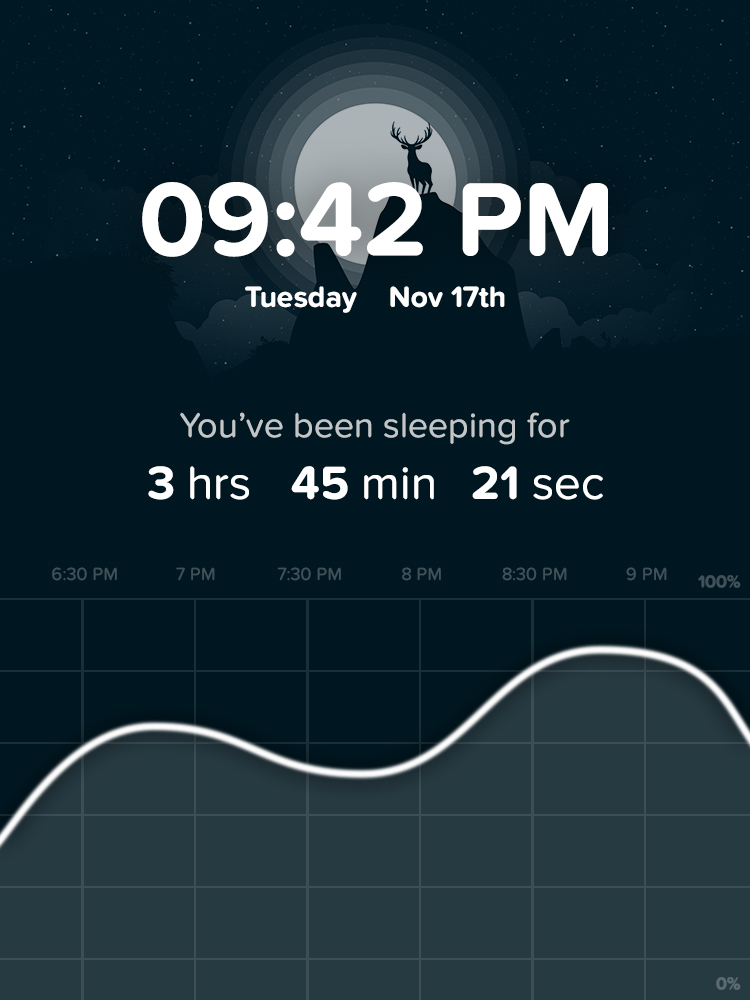 09:42 PM
Tuesday Nov 17th
You’ve been sleeping for
3 hrs 45 min 21 sec
6:30 PM 7 PM 7:30 PM 8 PM 8:30 PM 9 PM 100%
0%